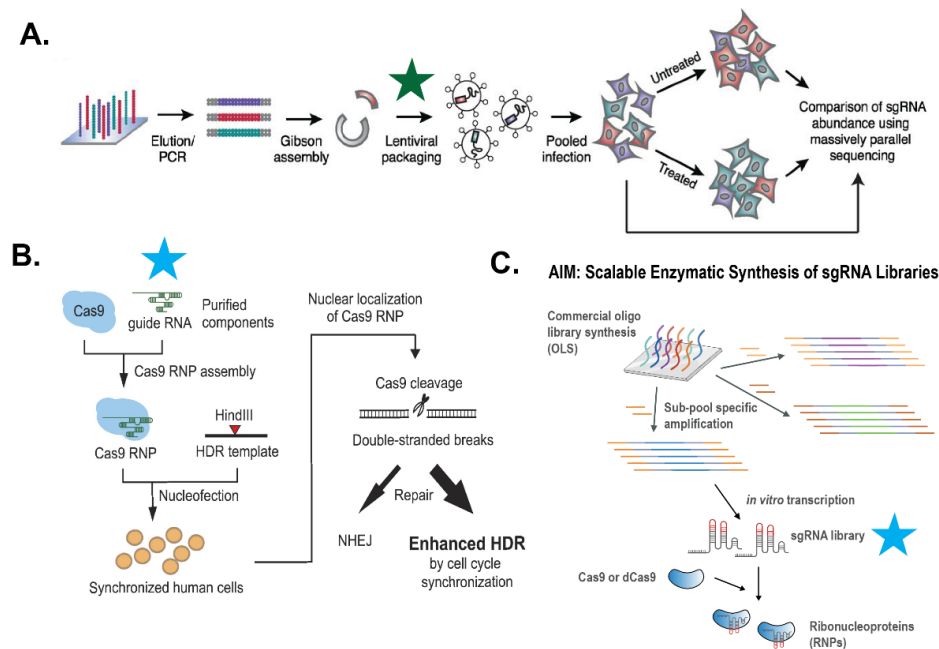 A.
Elution/
PCR
Gibson
assembly
Lentiviral
packaging
Pooled
infection
Untreated
Treated
Comparison of
sgRNA
abundance using
massively parallel
sequencing
B.
Cas9
guide RNA
Purified
components
Cas9 RNP assembly
Cas9 RNP
HindIII
HDR template
Nucleofection
Synchronized human cells
Nuclear localization
of Cas9 RNP
Cas9 cleavage
Double-stranded breaks
Repair
NHEJ
Enhanced HDR
by cell cycle
synchronization
C.
AIM: Scalable Enzymatic Synthesis of sgRNA Libraries
Commercial oligo
library synthesis
(OLS)
Sub-pool specific
amplification
in vitro transcription
sgRNA library
Cas9 or dCas9
Ribonucleoproteins
(RNPs)